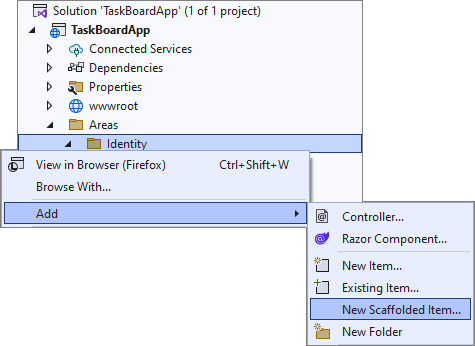 Solution 'TaskBoardApp' (1 of 1 project)
TaskBoardApp
Connected Services
Dependencies
Properties
wwwroot
Areas
Identity
View in Browser (Firefox) Ctrl+Shift+W
Browse With...
Add
Controller...
Razor Component...
New Item...
Existing Item...
New Scaffolded Item...
New Folder